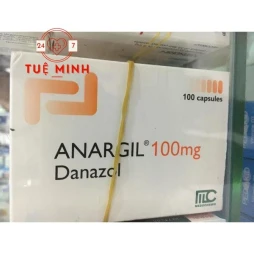 24 7
TUỆ MINH
100 capsules
ANARGIL® 100mg
Danazol